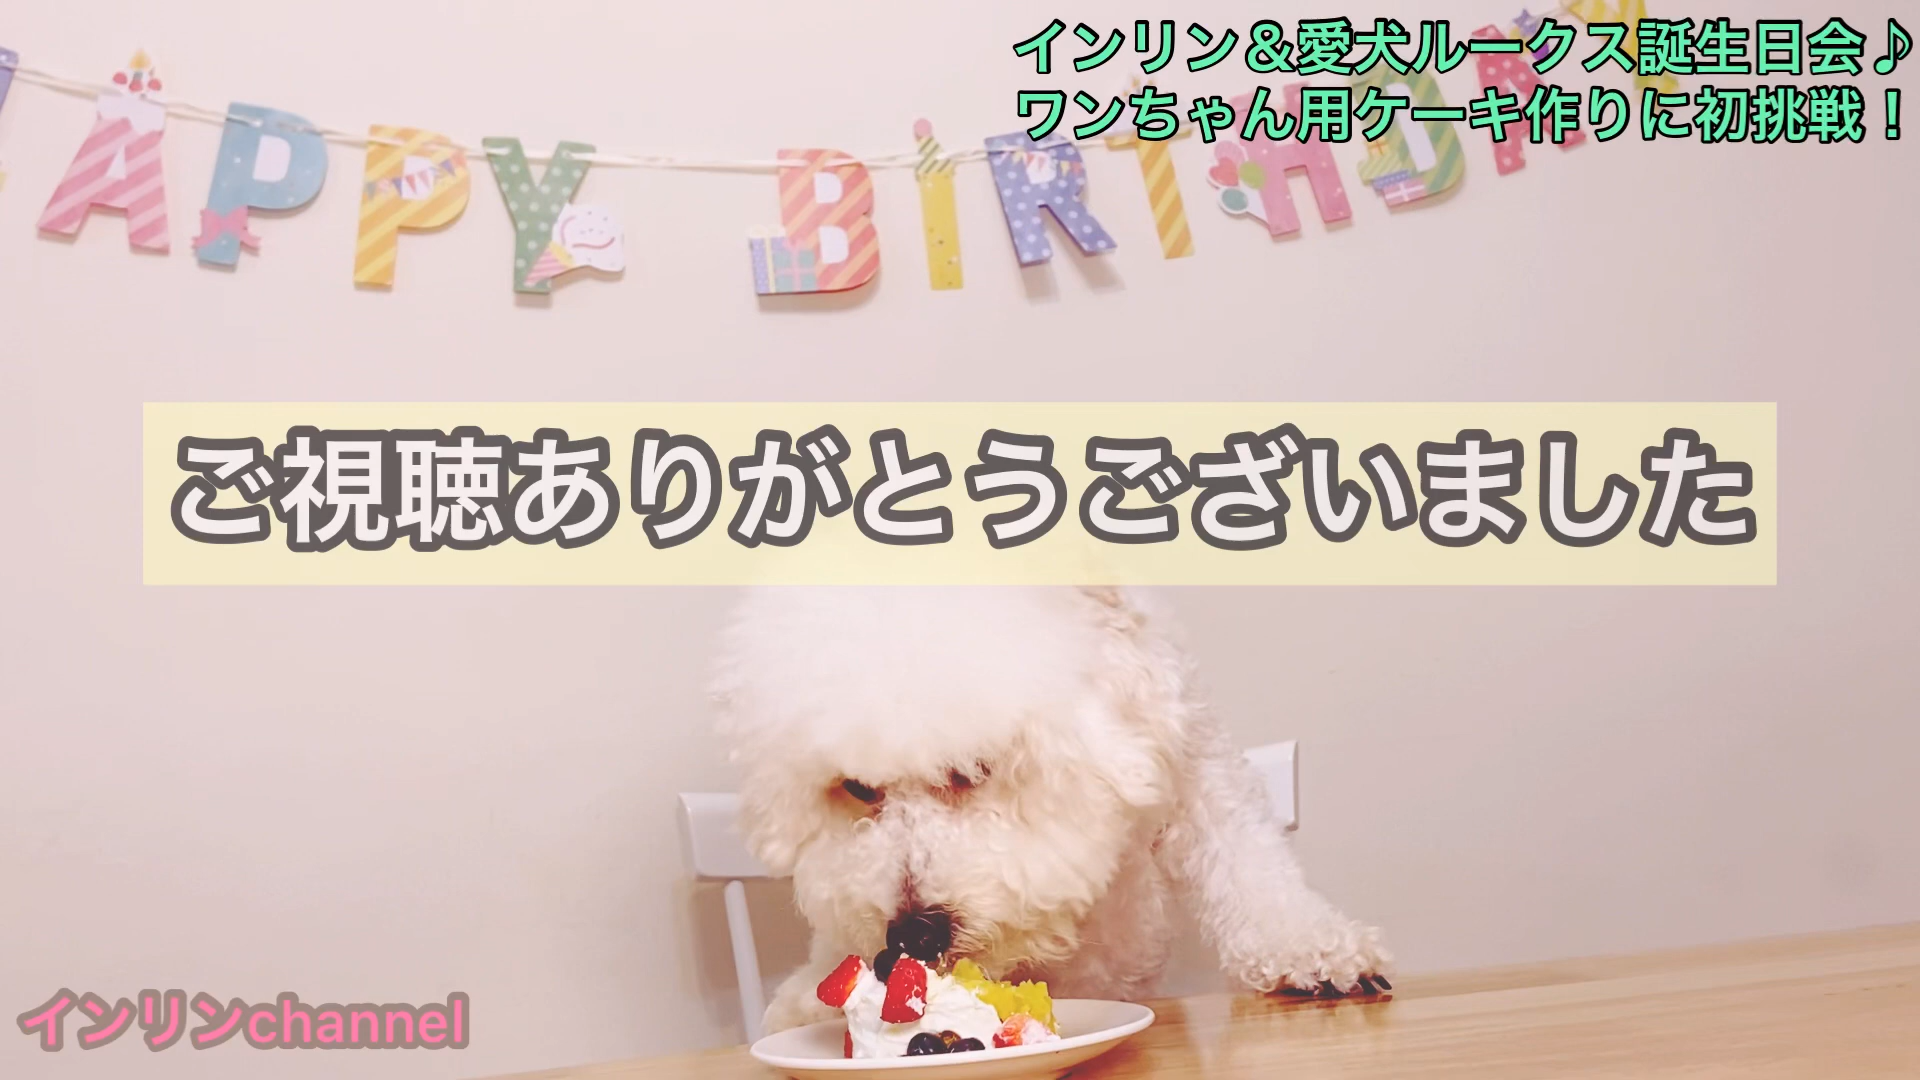 インリン＆愛犬ルークス誕生日会♪
ワンちゃん用ケーキ作りに初挑戦！
HAPPY BIRTHDAY
ご視聴ありがとうございました
インリンchannel